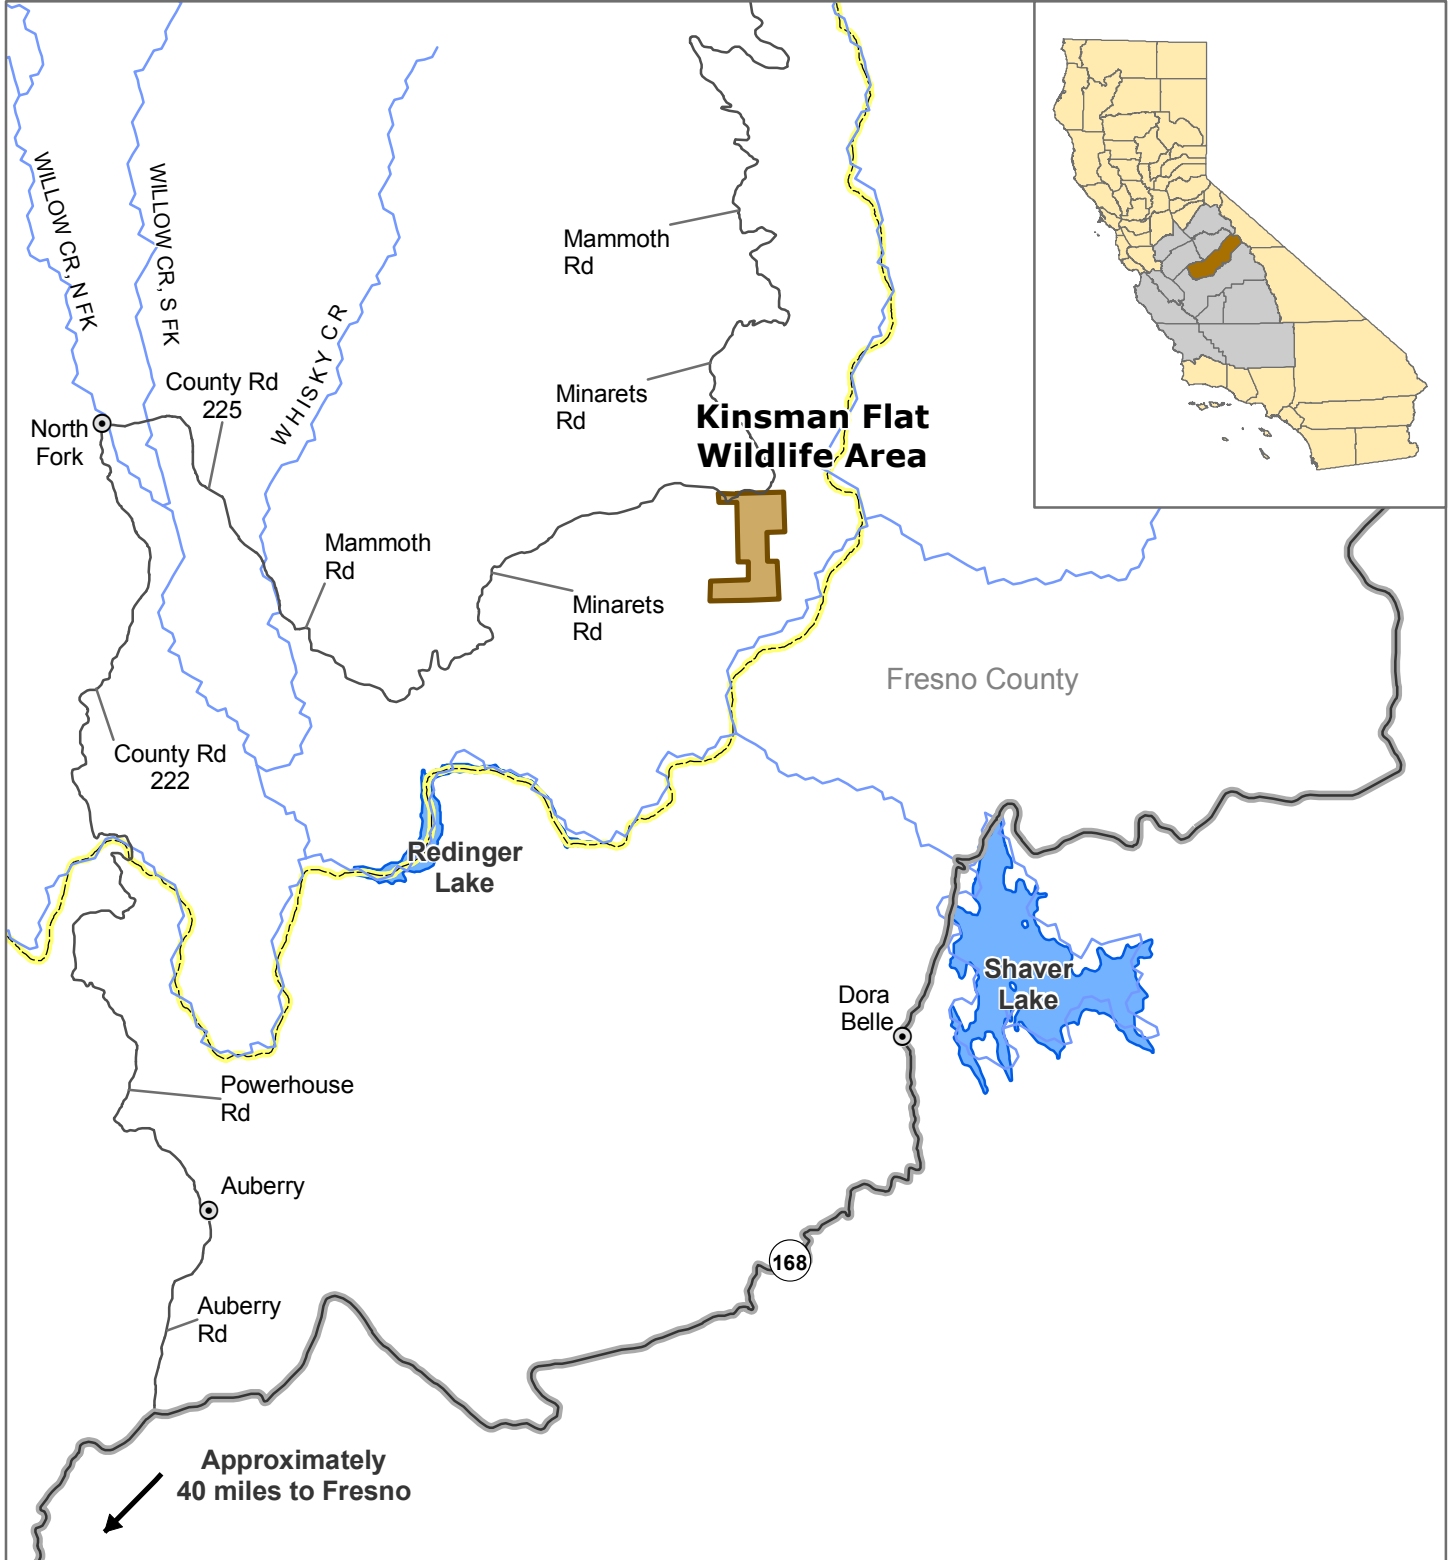 WILLOW CR, N FK
WILLOW CR, S FK
WHISKY CR
Mammoth
Rd
Minarets
Rd
County Rd
225
North
Fork
Kinsman Flat
Wildlife Area
Mammoth
Rd
Minarets
Rd
Fresno County
County Rd
222
Redinger
Lake
Shaver
Lake
Dora
Belle
Powerhouse
Rd
Auberry
168
Auberry
Rd
Approximately
40 miles to Fresno